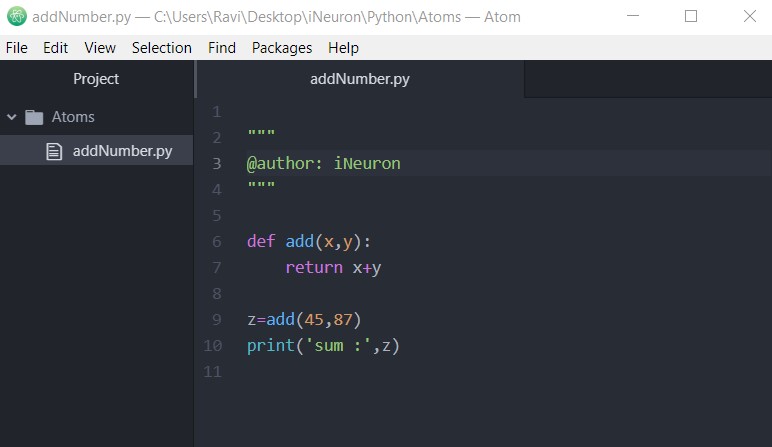 addNumber.py — C:\Users\Ravi\Desktop\iNeuron\Python\Atoms — Atom
File Edit View Selection Find Packages Help
Project
Atoms
addNumber.py
addNumber.py
1
2 """
3 @author: iNeuron
4 """
5
6 def add(x,y):
7     return x+y
8
9 z=add(45,87)
10 print('sum :',z)
11